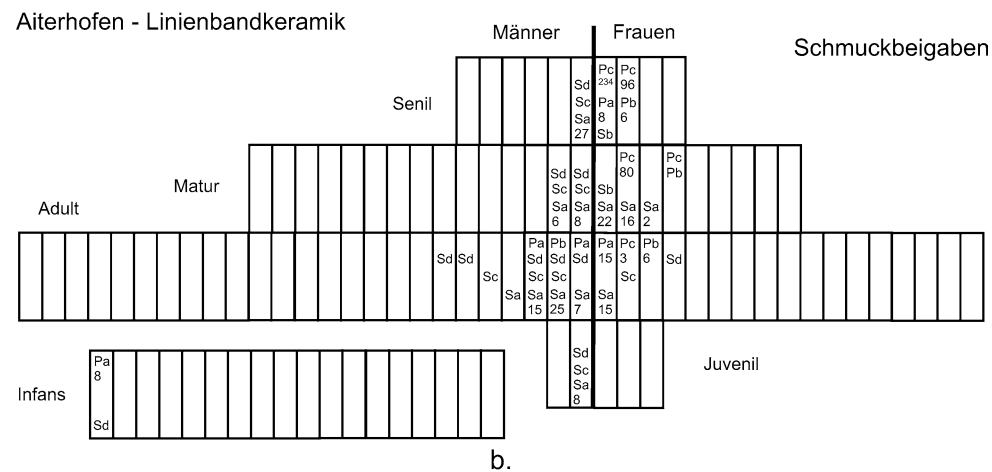 Aiterhofen - Linienbandkeramik
Männer
Frauen
Schmuckbeigaben
Senil
Sd
Sc
Sa
27
Pc
234
Pa
8
Sb
Pc
96
Pb
6
Matur
Sd
Sc
Sa
6
Sd
Sc
Sa
8
Sb
Sa
22
Pc
80
Sa
16
Sa
2
Pc
Pb
Adult
Sd
Sd
Sc
Sa
Pa
Sd
Sc
Sa
15
Pb
Sd
Sc
Sa
25
Pa
Sd
Sa
7
Pa
15
Sa
15
Pc
3
Sc
Pb
6
Sd
Sd
Sc
Sa
8
Juvenil
Infans
Pa
8
Sd
b.